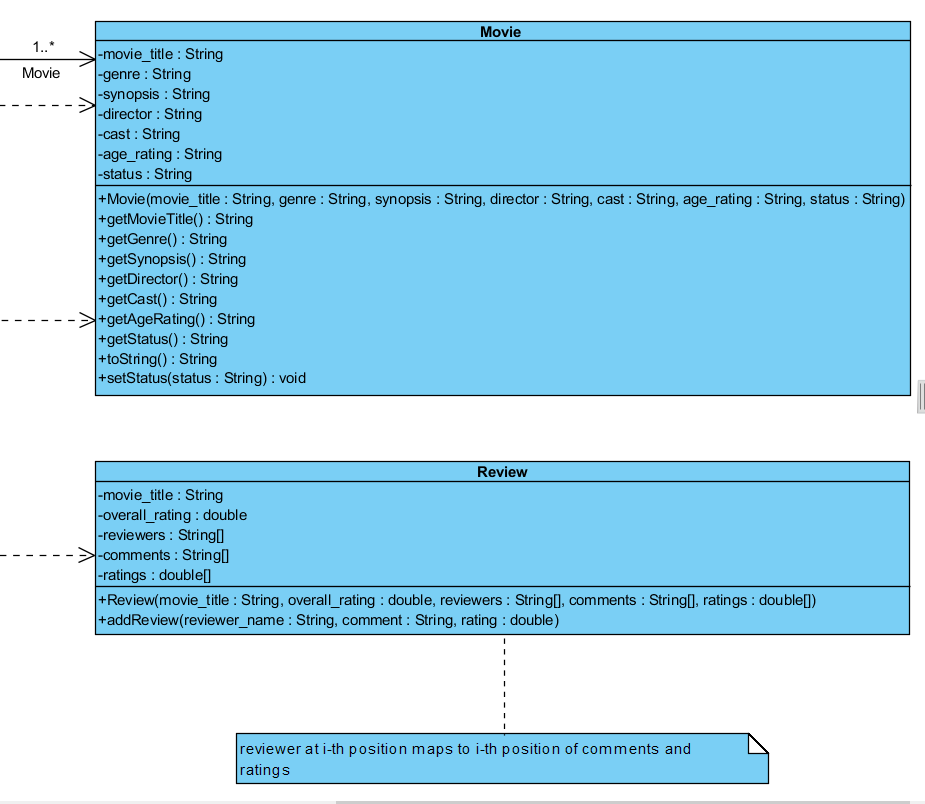 Movie
1..*
Movie
-movie_title : String
-genre : String
-synopsis : String
-director : String
-cast : String
-age_rating : String
-status : String
+Movie(movie_title : String, genre : String, synopsis : String, director : String, cast : String, age_rating : String, status : String)
+getMovieTitle() : String
+getGenre() : String
+getSynopsis() : String
+getDirector() : String
+getCast() : String
+getAgeRating() : String
+getStatus() : String
+toString() : String
+setStatus(status : String) : void
Review
-movie_title : String
-overall_rating : double
-reviewers : String[]
-comments : String[]
-ratings : double[]
+Review(movie_title : String, overall_rating : double, reviewers : String[], comments : String[], ratings : double[])
+addReview(reviewer_name : String, comment : String, rating : double)
reviewer at i-th position maps to i-th position of comments and
ratings